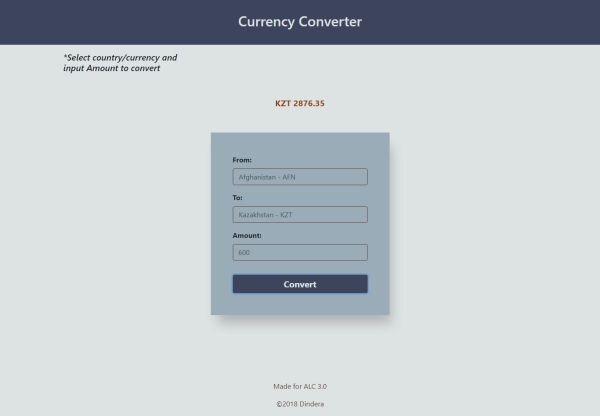 Currency Converter
*Select country/currency and
input Amount to convert
KZT 2876.35
From:
Afghanistan - AFN
To:
Kazakhstan - KZT
Amount:
600
Convert
Made for ALC 3.0
©2018 Dindera